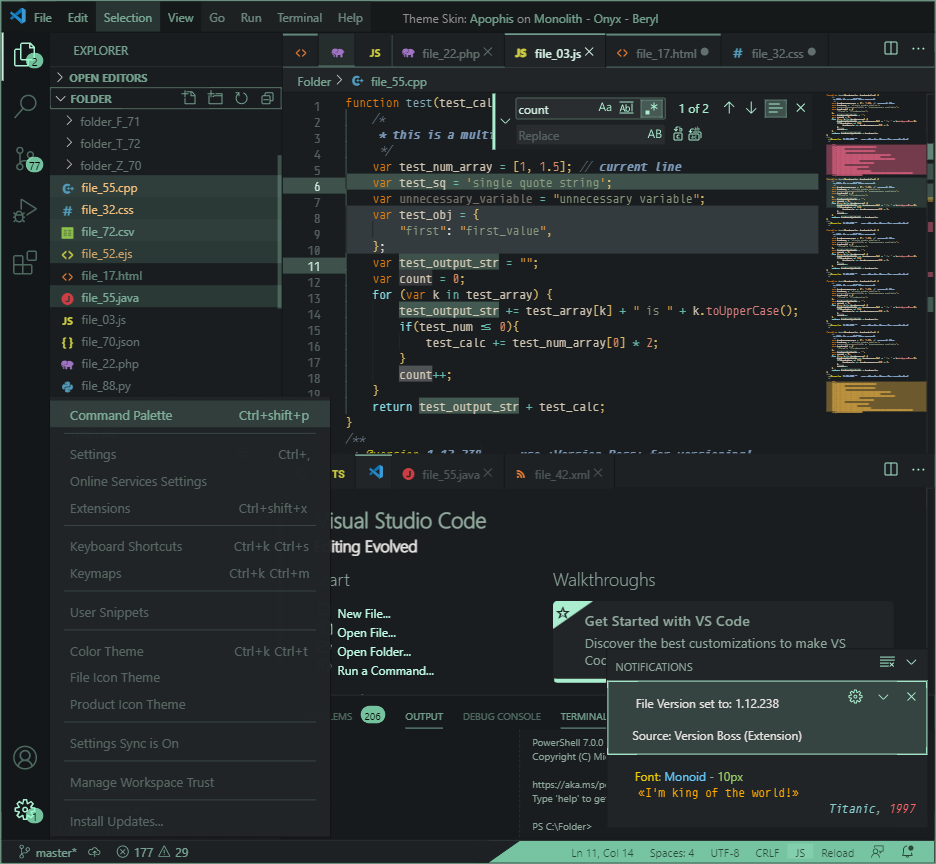 File Edit Selection View Go Run Terminal Help Theme Skin: Apophis on Monolith - Onyx - Beryl
EXPLORER
OPEN EDITORS
FOLDER
folder_F_71
folder_T_72
folder_Z_70
file_55.cpp
file_32.css
file_72.csv
file_52.ejs
file_17.html
file_55.java
file_03.js
file_70.json
file_22.php
file_88.py
2
77
1
JS file_22.php JS file_03.js file_17.html file_32.css
Folder > file_55.cpp
count Aa Abl .* 1 of 2
Replace AB
1 function test(test_cal
2 /*
3 * this is a mult
4 */
5 var test_num_array = [1, 1.5]; // current line
6 var test_sq = 'single quote string';
7 var unnecessary_variable = "unnecessary variable";
8 var test_obj = {
9 "first": "first_value",
10 };
11 var test_output_str = "";
12 var count = 0;
13 for (var k in test_array) {
14 test_output_str += test_array[k] + " is " + k.toUpperCase();
15 if(test_num ≤ 0){
16 test_calc += test_num_array[0] * 2;
17 }
18 count++;
19 }
return test_output_str + test_calc;
}
/**
Command Palette Ctrl+shift+p
Settings Ctrl+,
Online Services Settings
Extensions Ctrl+shift+x
Keyboard Shortcuts Ctrl+k Ctrl+s
Keymaps Ctrl+k Ctrl+m
User Snippets
Color Theme Ctrl+k Ctrl+t
File Icon Theme
Product Icon Theme
Settings Sync is On
Manage Workspace Trust
Install Updates...
TS file_55.java file_42.xml
isual Studio Code
iting Evolved
art
New File...
Open File...
Open Folder...
Run a Command...
Walkthroughs
Get Started with VS Code
Discover the best customizations to make VS
Coc
LEMS 206 OUTPUT DEBUG CONSOLE TERMINAL
PowerShell 7.0.0
Copyright (C) Mi
https://aka.ms/p
Type 'help' to ge
PS C:\Folder>
NOTIFICATIONS
File Version set to: 1.12.238
Source: Version Boss (Extension)
Font: Monoid - 10px
«I'm king of the world!»
Titanic, 1997
master* 177 29 Ln 11, Col 14 Spaces: 4 UTF-8 CRLF JS Reload